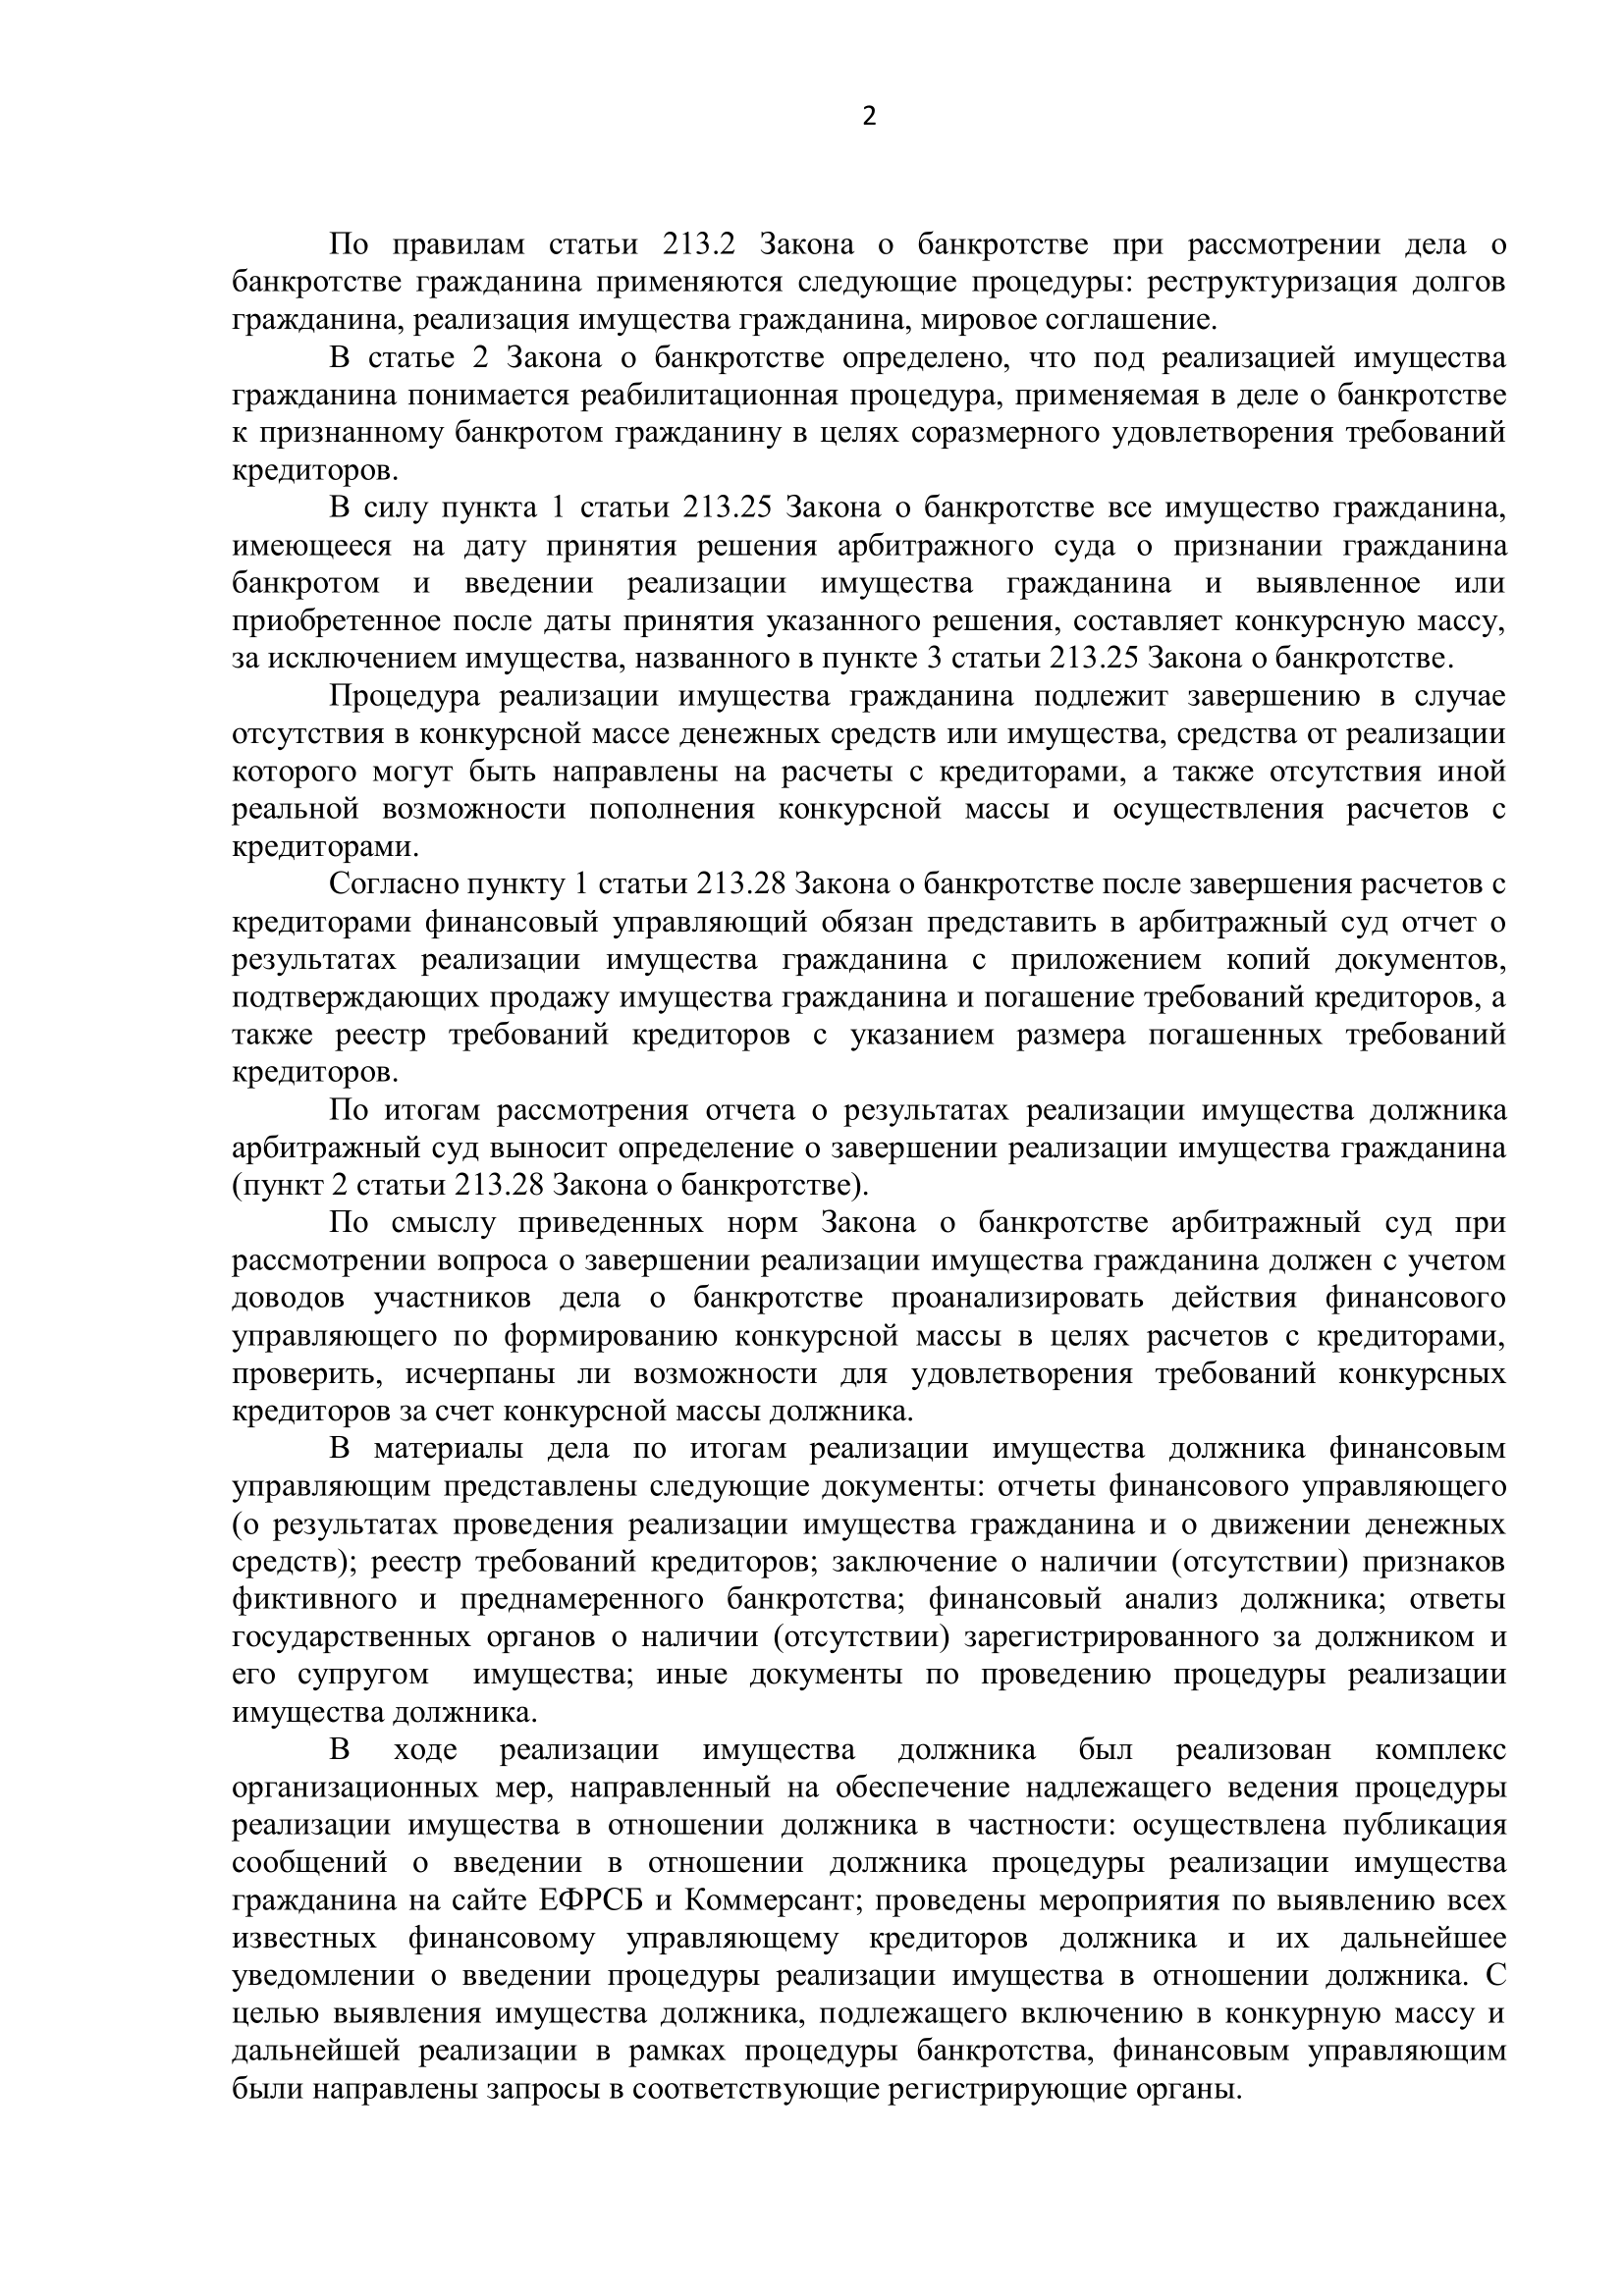 2
По правилам статьи 213.2 Закона о банкротстве при рассмотрении дела о
банкротстве гражданина применяются следующие процедуры: реструктуризация долгов
гражданина, реализация имущества гражданина, мировое соглашение.
В статье 2 Закона о банкротстве определено, что под реализацией имущества
гражданина понимается реабилитационная процедура, применяемая в деле о банкротстве
к признанному банкротом гражданину в целях соразмерного удовлетворения требований
кредиторов.
В силу пункта 1 статьи 213.25 Закона о банкротстве все имущество гражданина,
имеющееся на дату принятия решения арбитражного суда о признании гражданина
банкротом и введении реализации имущества гражданина и выявленное или
приобретенное после даты принятия указанного решения, составляет конкурсную массу,
за исключением имущества, названного в пункте 3 статьи 213.25 Закона о банкротстве.
Процедура реализации имущества гражданина подлежит завершению в случае
отсутствия в конкурсной массе денежных средств или имущества, средства от реализации
которого могут быть направлены на расчеты с кредиторами, а также отсутствия иной
реальной возможности пополнения конкурсной массы и осуществления расчетов с
кредиторами.
Согласно пункту 1 статьи 213.28 Закона о банкротстве после завершения расчетов с
кредиторами финансовый управляющий обязан представить в арбитражный суд отчет о
результатах реализации имущества гражданина с приложением копий документов,
подтверждающих продажу имущества гражданина и погашение требований кредиторов, а
также реестр требований кредиторов с указанием размера погашенных требований
кредиторов.
По итогам рассмотрения отчета о результатах реализации имущества должника
арбитражный суд выносит определение о завершении реализации имущества гражданина
(пункт 2 статьи 213.28 Закона о банкротстве).
По смыслу приведенных норм Закона о банкротстве арбитражный суд при
рассмотрении вопроса о завершении реализации имущества гражданина должен с учетом
доводов участников дела о банкротстве проанализировать действия финансового
управляющего по формированию конкурсной массы в целях расчетов с кредиторами,
проверить, исчерпаны ли возможности для удовлетворения требований конкурсных
кредиторов за счет конкурсной массы должника.
В материалы дела по итогам реализации имущества должника финансовым
управляющим представлены следующие документы: отчеты финансового управляющего
(о результатах проведения реализации имущества гражданина и о движении денежных
средств); реестр требований кредиторов; заключение о наличии (отсутствии) признаков
фиктивного и преднамеренного банкротства; финансовый анализ должника; ответы
государственных органов о наличии (отсутствии) зарегистрированного за должником и
его супругом имущества; иные документы по проведению процедуры реализации
имущества должника.
В ходе реализации имущества должника был реализован комплекс
организационных мер, направленный на обеспечение надлежащего ведения процедуры
реализации имущества в отношении должника в частности: осуществлена публикация
сообщений о введении в отношении должника процедуры реализации имущества
гражданина на сайте ЕФРСБ и Коммерсант; проведены мероприятия по выявлению всех
известных финансовому управляющему кредиторов должника и их дальнейшее
уведомлении о введении процедуры реализации имущества в отношении должника. С
целью выявления имущества должника, подлежащего включению в конкурную массу и
дальнейшей реализации в рамках процедуры банкротства, финансовым управляющим
были направлены запросы в соответствующие регистрирующие органы.